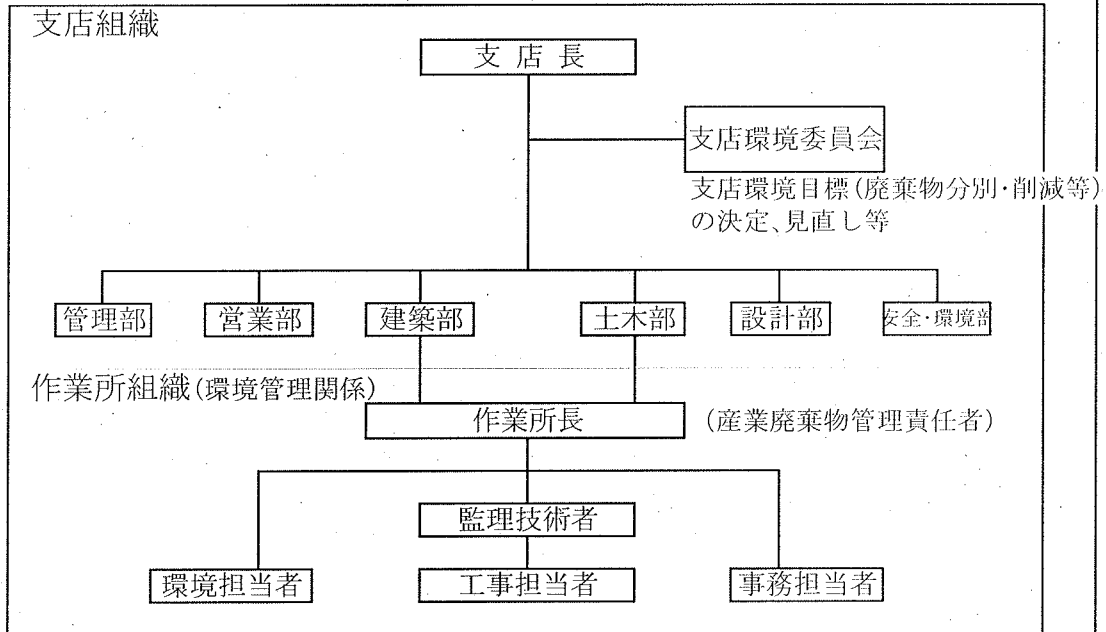 支店組織
支店長
支店環境委員会
支店環境目標(廃棄物分別・削減等)
の決定、見直し等
管理部
営業部
建築部
土木部
設計部
安全・環境部
作業所組織(環境管理関係)
作業所長
(産業廃棄物管理責任者)
監理技術者
環境担当者
工事担当者
事務担当者